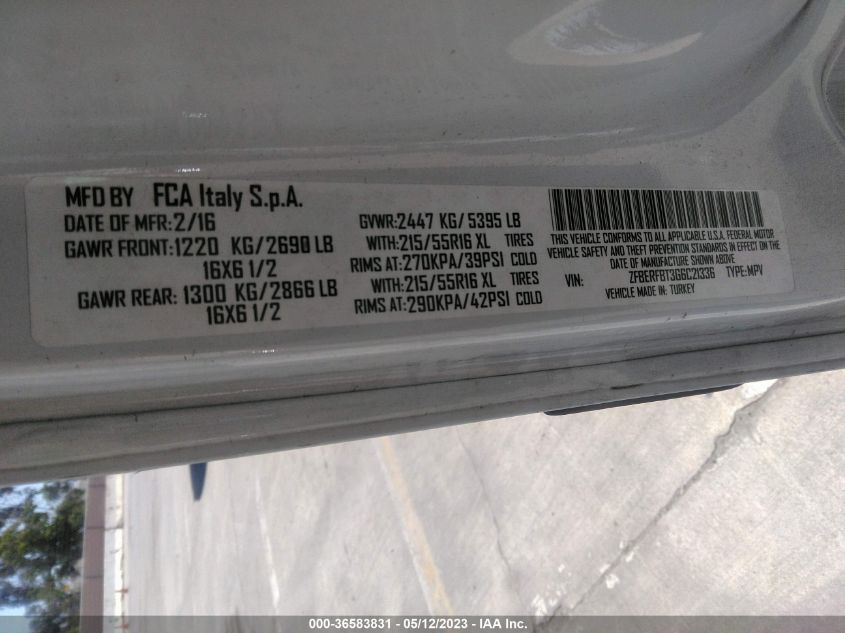 MFD BY FCA Italy S.p.A.
DATE OF MFR:2/16
GAWR FRONT:1220 KG/2690 LB
16X6 1/2
GAWR REAR: 1300 KG/2866 LB
16X6 1/2
GVWR:2447 KG/ 5395 LB
WITH:215/55R16 XL TIRES
RIMS AT:270KPA/39PSI COLD
WITH:215/55R16 XL TIRES
RIMS AT:290KPA/42PSI COLD
THIS VEHICLE CONFORMS TO ALL APPLICABLE U.S.A. FEDERAL MOTOR
VEHICLE SAFETY, AND THEFT PREVENTION STANDARDS IN EFFECT ON THE
DATE OF MANUFACTURE SHOWN ABOVE
VIN: ZFBERFBT3G6C21336 TYPE:MPV
VEHICLE MADE IN: TURKEY
000-36583831 - 05/12/2023 - IAA Inc.